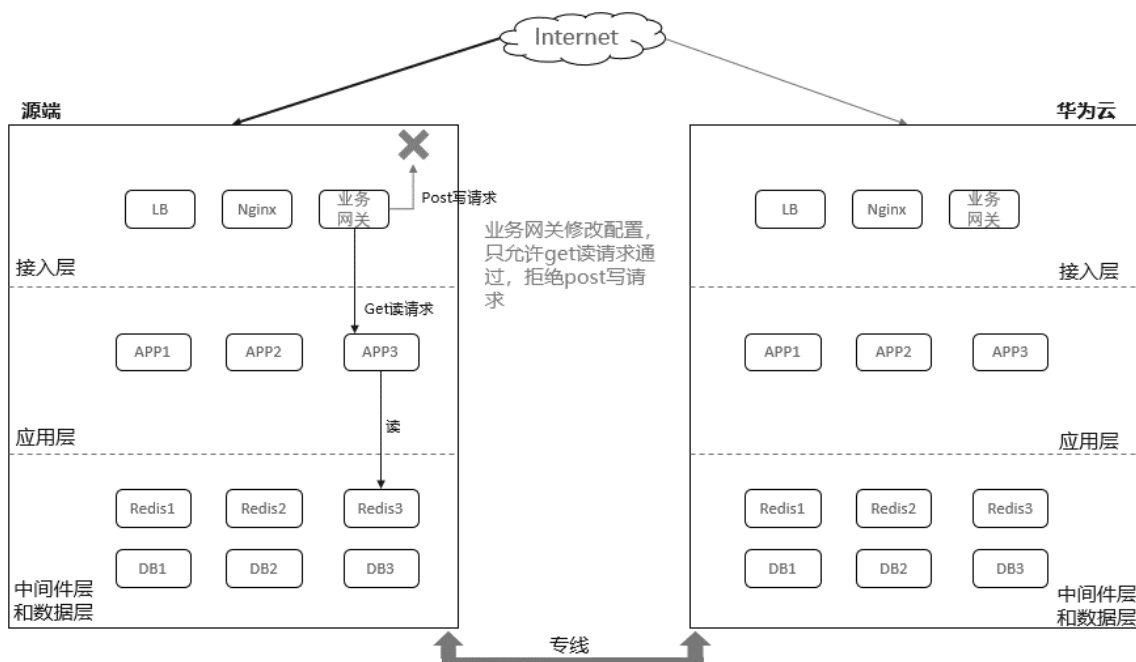 Internet
源端
华为云
LB
Nginx
业务
网关
Post写请求
接入层
业务网关修改配置,
只允许get读请求通
过，拒绝post写请
求
LB
Nginx
业务
网关
接入层
Get读请求
APP1
APP2
APP3
读
应用层
APP1
APP2
APP3
应用层
Redis1
Redis2
Redis3
DB1
DB2
DB3
中间件层
和数据层
Redis1
Redis2
Redis3
DB1
DB2
DB3
中间件层
和数据层
专线